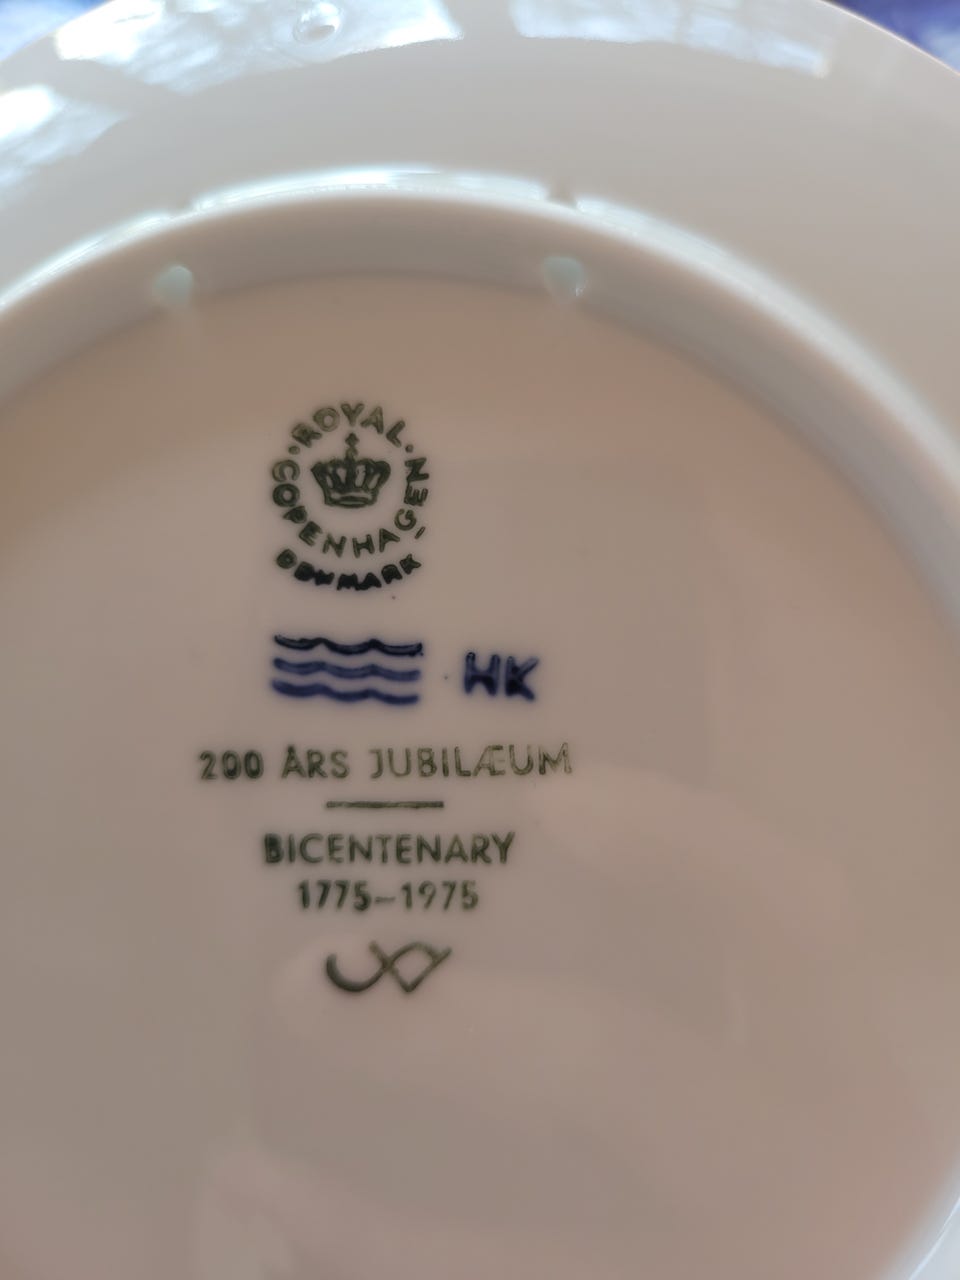 ROYAL
COPENHAGEN
DENMARK
HK
200 ÅRS JUBILÆUM
BICENTENARY
1775-1975